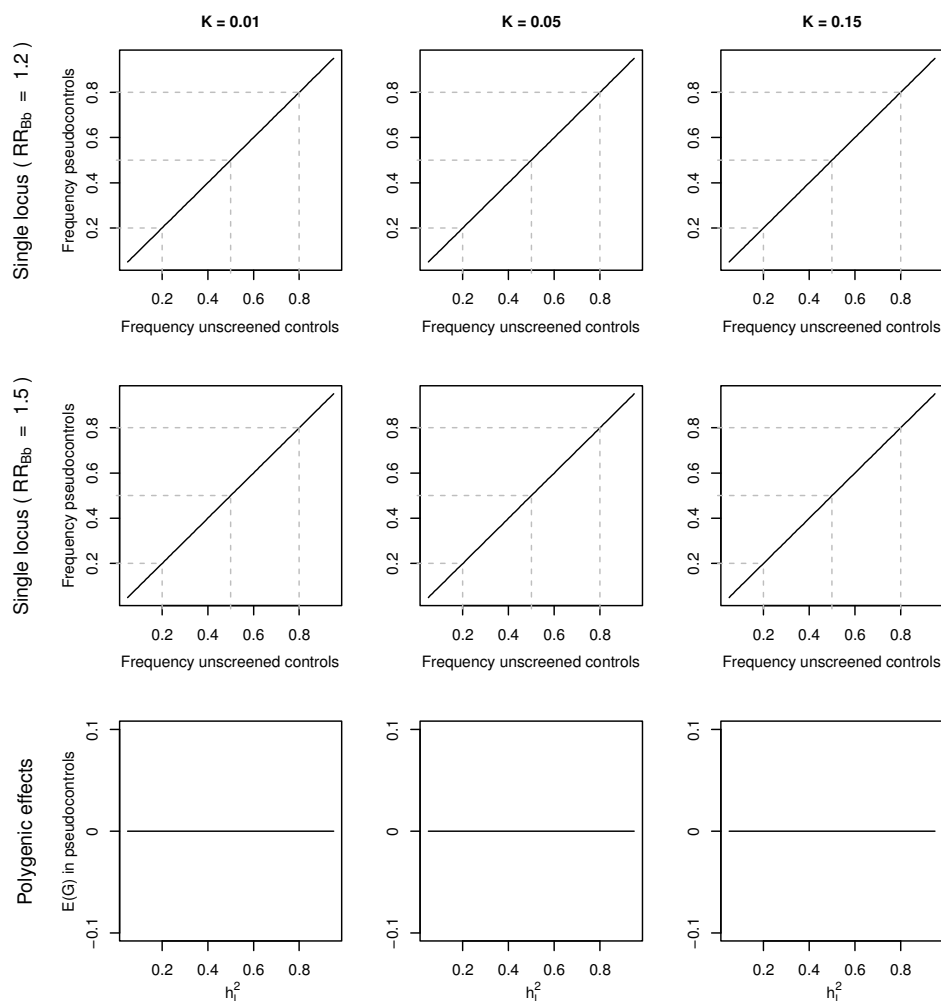 K = 0.01 K = 0.05 K = 0.15
Single locus ( RR_Bb = 1.2 )
Frequency pseudocontrols
0.2 0.4 0.6 0.8
0.2 0.4 0.6 0.8
0.2 0.4 0.6 0.8
0.2 0.4 0.6 0.8
0.2 0.4 0.6 0.8
0.2 0.4 0.6 0.8
Frequency unscreened controls Frequency unscreened controls Frequency unscreened controls
Single locus ( RR_Bb = 1.5 )
Frequency pseudocontrols
0.2 0.4 0.6 0.8
0.2 0.4 0.6 0.8
0.2 0.4 0.6 0.8
0.2 0.4 0.6 0.8
0.2 0.4 0.6 0.8
0.2 0.4 0.6 0.8
Frequency unscreened controls Frequency unscreened controls Frequency unscreened controls
Polygenic effects
E(G) in pseudocontrols
−0.1 0 0.1
−0.1 0 0.1
−0.1 0 0.1
0.2 0.4 0.6 0.8
0.2 0.4 0.6 0.8
0.2 0.4 0.6 0.8
h_l^2 h_l^2 h_l^2